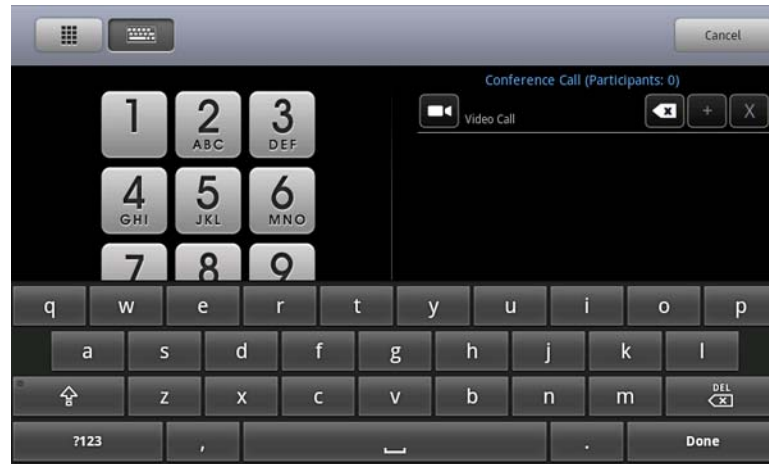 Cancel
Conference Call (Participants: 0)
Video Call
+ X
1 2 3
ABC DEF
4 5 6
GHI JKL MNO
7 8 9
q w e r t y u i o p
a s d f g h j k l
z x c v b n m DEL
?123 , . Done